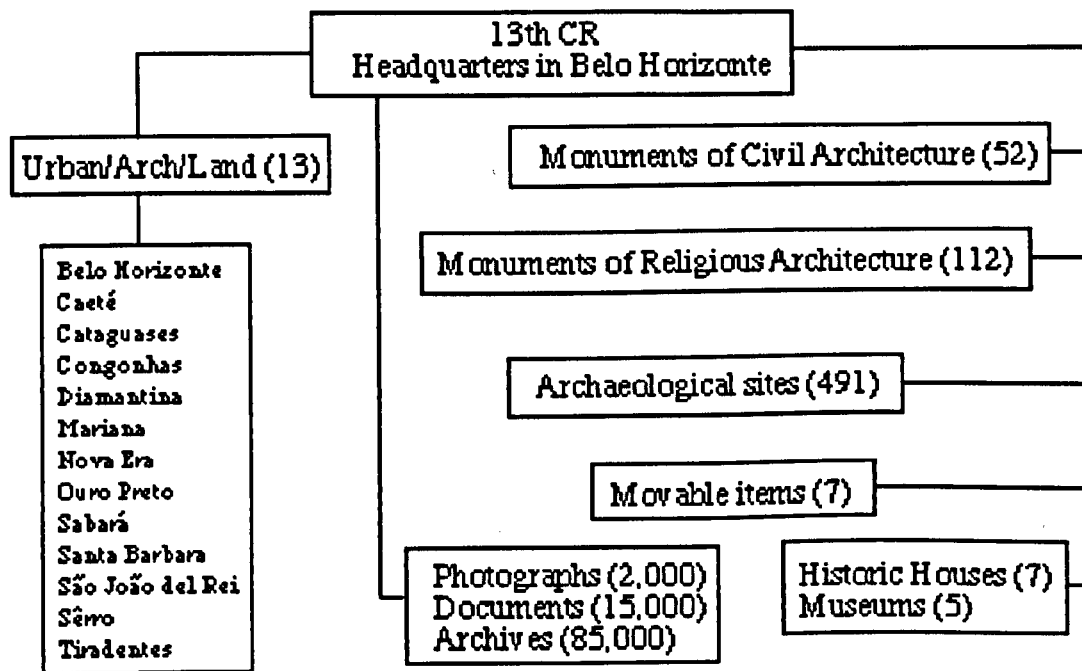 13th CR
Headquarters in Belo Horizonte
Urban/Arch/Land (13)
Belo Horizonte
Caeté
Cataguases
Congonhas
Diamantina
Mariana
Nova Era
Ouro Preto
Sabará
Santa Barbara
São João del Rei
Sêrro
Tiradentes
Monuments of Civil Architecture (52)
Monuments of Religious Architecture (112)
Archaeological sites (491)
Movable items (7)
Photographs (2,000)
Documents (15,000)
Archives (85,000)
Historic Houses (7)
Museums (5)